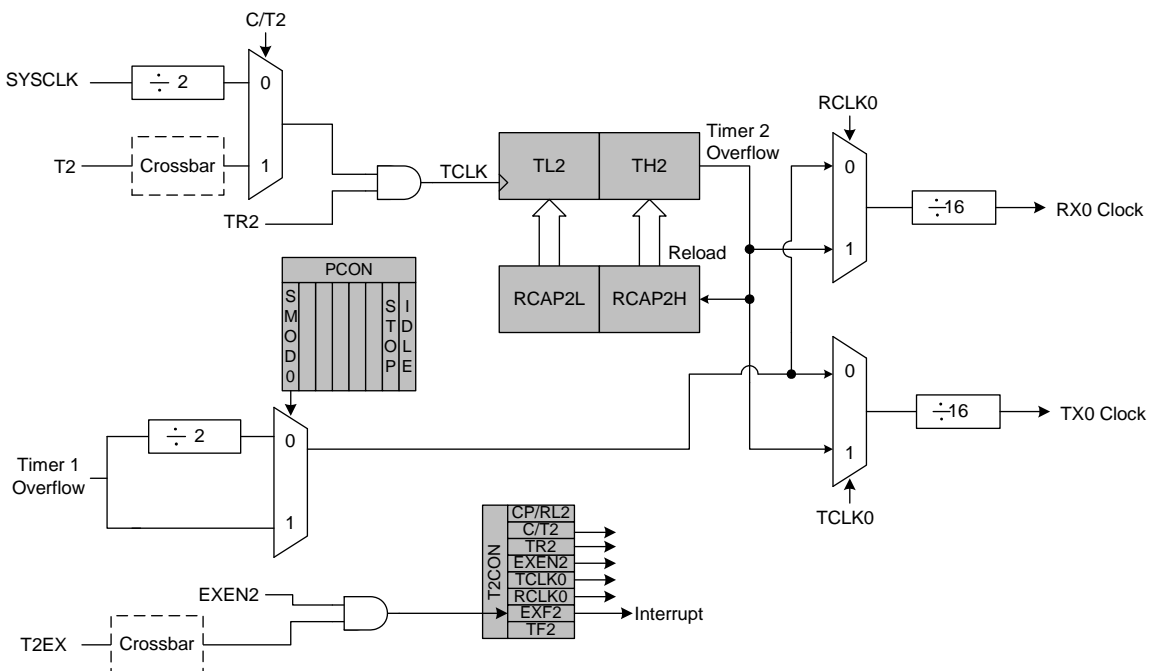 C/T2
SYSCLK
÷ 2
0
T2
Crossbar
1
TR2
TCLK
TL2
TH2
Timer 2
Overflow
Reload
RCAP2L
RCAP2H
RCLK0
0
1
÷16
RX0 Clock
PCON
SMOD0
STOP
IDLE
0
1
÷16
TX0 Clock
TCLK0
Timer 1
Overflow
÷ 2
0
1
T2CON
CP/RL2
C/T2
TR2
EXEN2
TCLK0
RCLK0
EXF2
TF2
Interrupt
EXEN2
T2EX
Crossbar